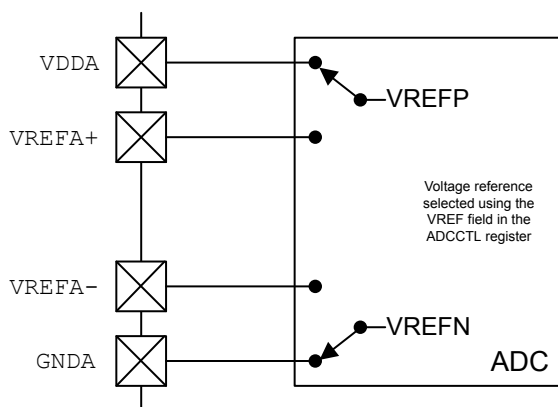 VDDA
VREFP
VREFA+
Voltage reference
selected using the
VREF field in the
ADCCTL register
VREFA-
VREFN
GNDA
ADC